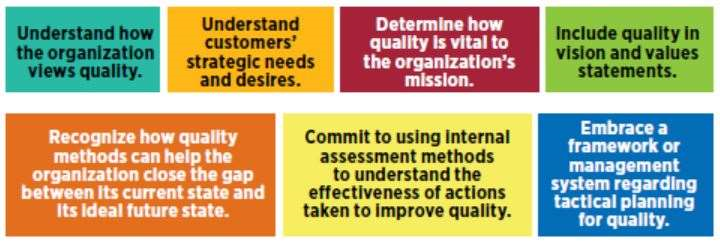 Understand how
the organization
views quality.
Understand
customers'
strategic needs
and desires.
Determine how
quality is vital to
the organization's
mission.
Include quality in
vision and values
statements.
Recognize how quality
methods can help the
organization close the gap
between its current state and
its ideal future state.
Commit to using internal
assessment methods
to understand the
effectiveness of actions
taken to improve quality.
Embrace a
framework or
management
system regarding
tactical planning
for quality.